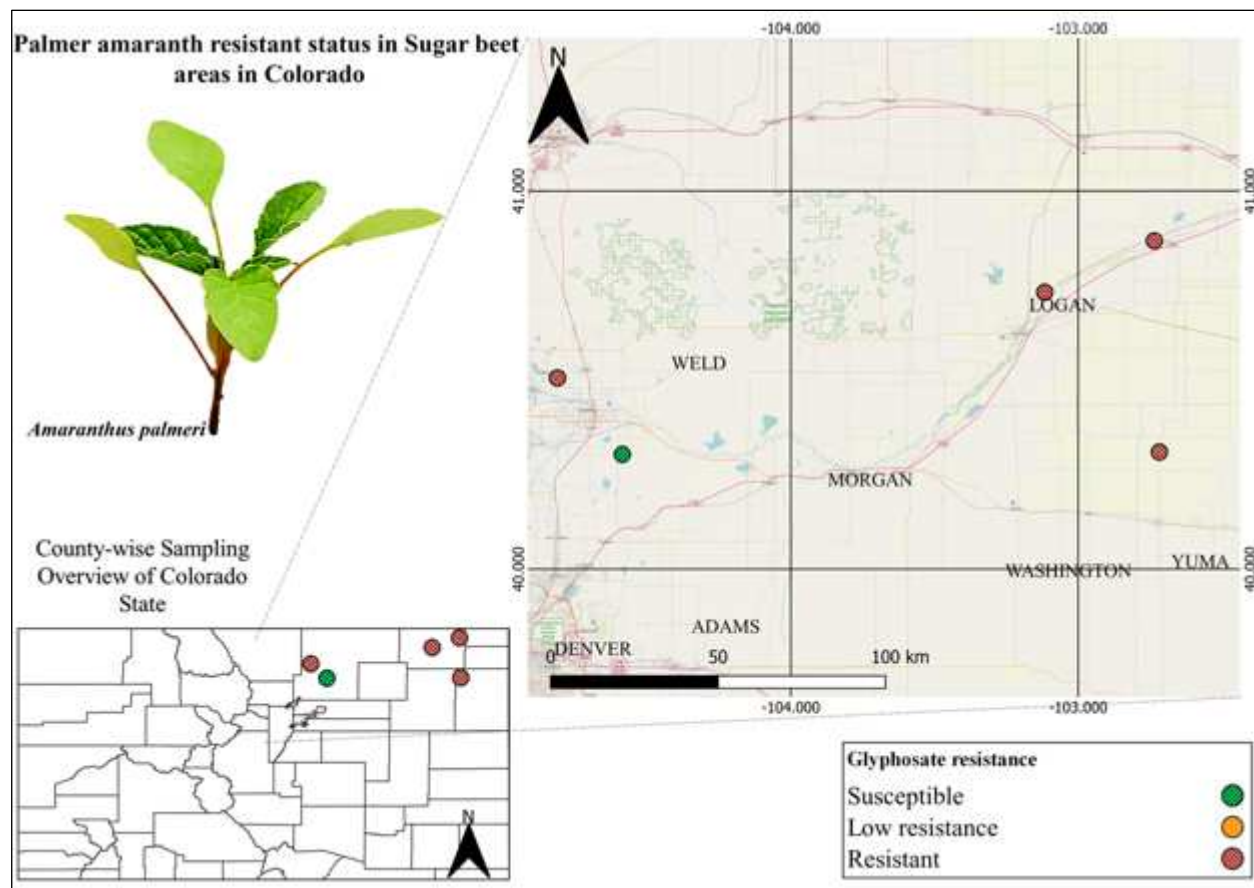 Palmer amaranth resistant status in Sugar beet
areas in Colorado
Amaranthus palmeri
County-wise Sampling
Overview of Colorado
State
N
N
-104.000
-103.000
41.000
41.000
LOGAN
WELD
MORGAN
40.000
40.000
WASHINGTON
YUMA
ADAMS
DENVER
0
50
100 km
-104.000
-103.000
Glyphosate resistance
Susceptible
Low resistance
Resistant